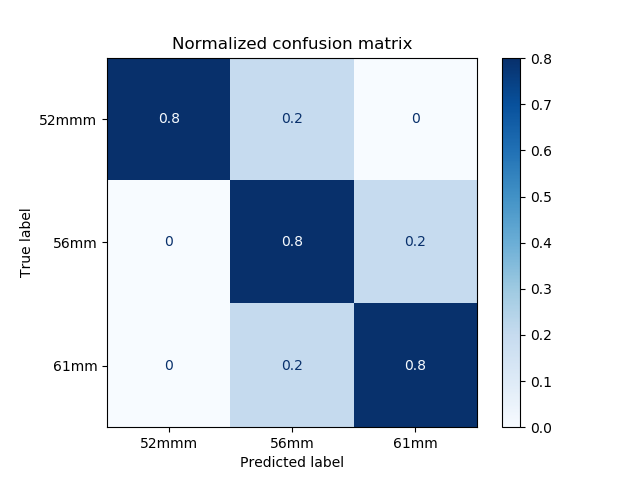 Normalized confusion matrix
True label
52mmm 0.8 0.2 0
56mm 0 0.8 0.2
61mm 0 0.2 0.8
52mmm 56mm 61mm
Predicted label
0.8
0.7
0.6
0.5
0.4
0.3
0.2
0.1
0.0